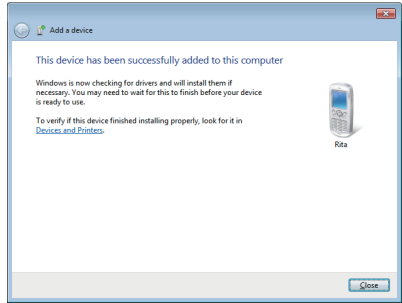 Add a device
This device has been successfully added to this computer
Windows is now checking for drivers and will install them if
necessary. You may need to wait for this to finish before your device
is ready to use.
To verify if this device finished installing properly, look for it in
Devices and Printers.
Rita
Close